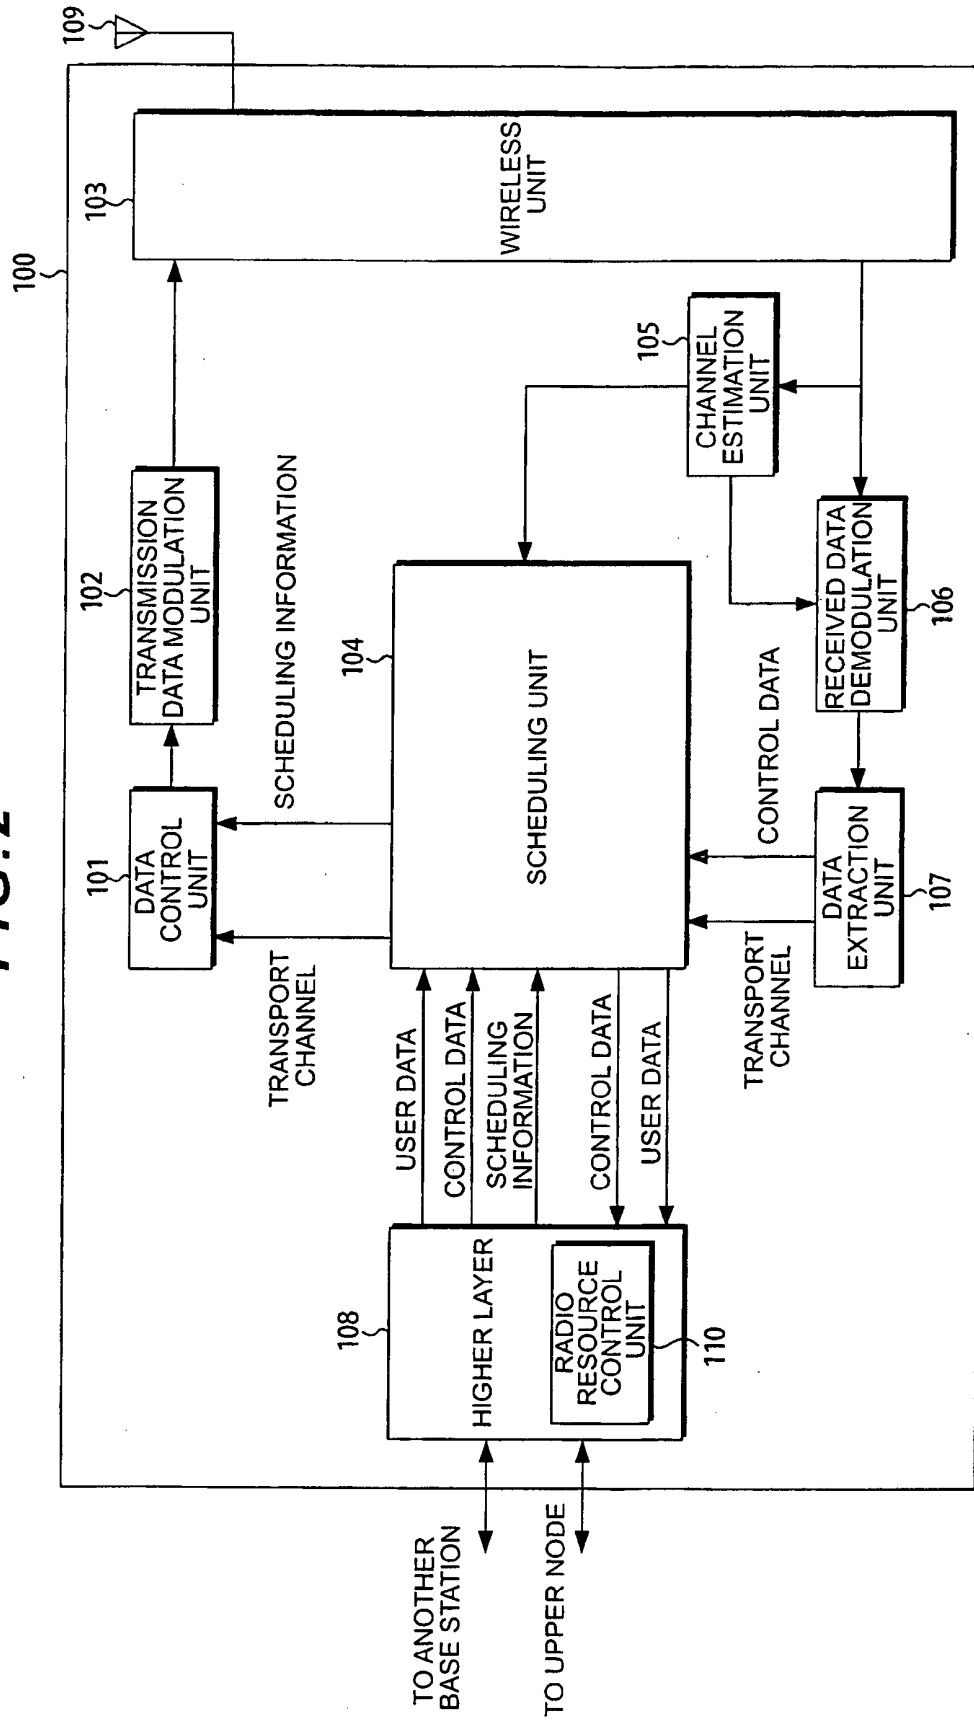 FIG. 2
100
109
101
DATA
CONTROL
UNIT
102
TRANSMISSION
DATA MODULATION
UNIT
103
WIRELESS
UNIT
TRANSPORT
CHANNEL
SCHEDULING INFORMATION
108
HIGHER LAYER
RADIO
RESOURCE
CONTROL
UNIT
110
TO ANOTHER
BASE STATION
TO UPPER NODE
USER DATA
CONTROL DATA
SCHEDULING
INFORMATION
CONTROL DATA
USER DATA
104
SCHEDULING UNIT
105
CHANNEL
ESTIMATION
UNIT
TRANSPORT
CHANNEL
CONTROL DATA
DATA
EXTRACTION
UNIT
107
RECEIVED DATA
DEMODULATION
UNIT
106